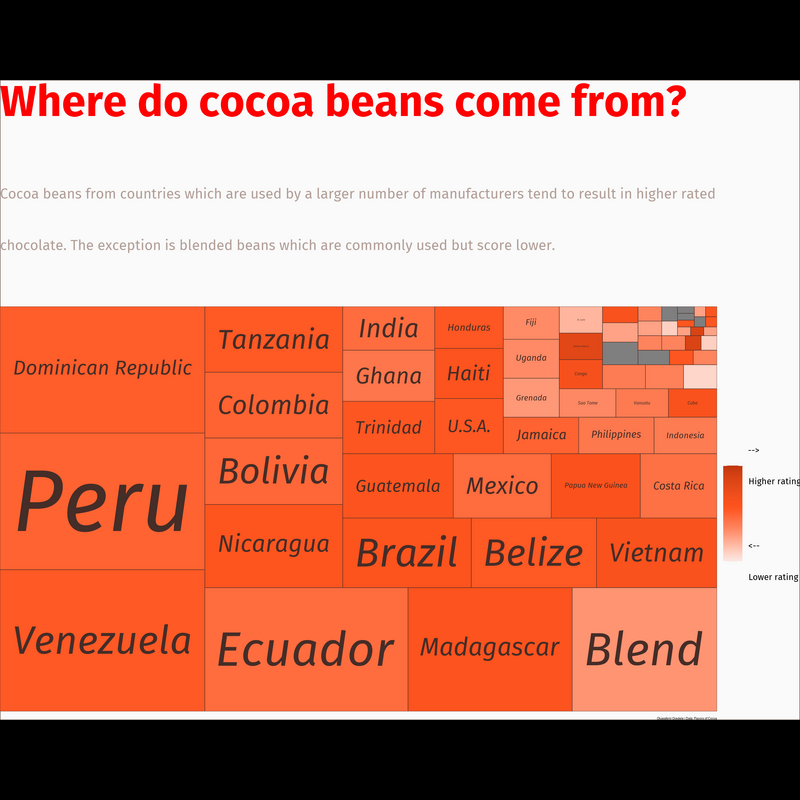 Where do cocoa beans come from?
Cocoa beans from countries which are used by a larger number of manufacturers tend to result in higher rated
chocolate. The exception is blended beans which are commonly used but score lower.
Dominican Republic
Peru
Venezuela
Tanzania
Colombia
Bolivia
Nicaragua
Ecuador
Madagascar
Blend
India
Ghana
Trinidad
Honduras
Haiti
U.S.A.
Guatemala
Mexico
Papua New Guinea
Costa Rica
Brazil
Belize
Vietnam
Fiji
Uganda
Grenada
Jamaica
Philippines
Indonesia
Congo
San Tome
Vanuatu
Cuba
-->
Higher rating
<--
Lower rating